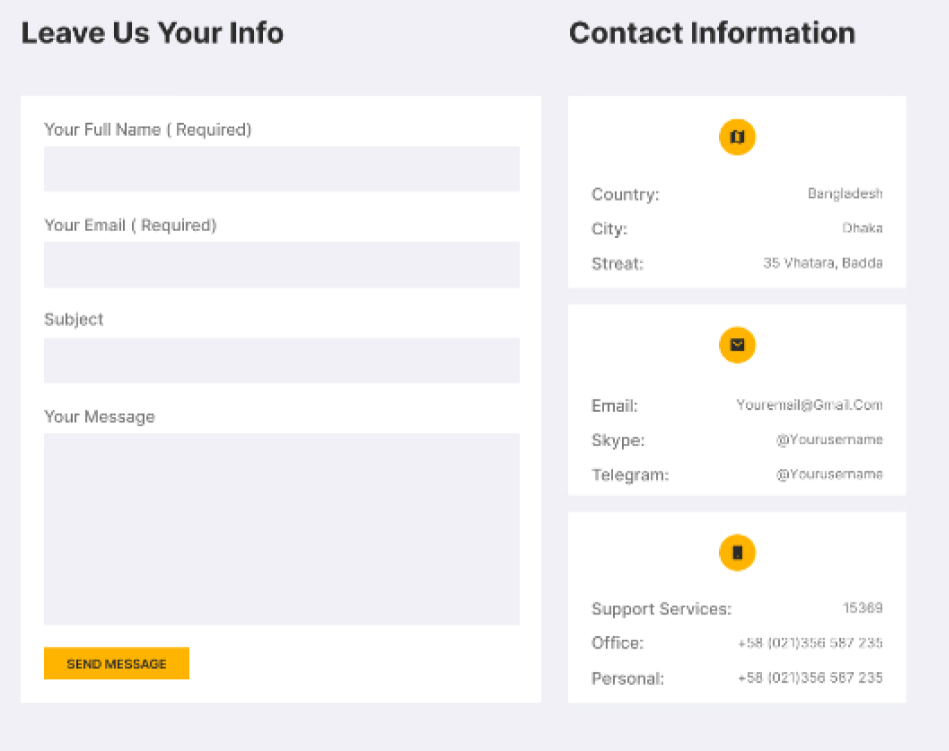 Leave Us Your Info
Your Full Name ( Required)
Your Email ( Required)
Subject
Your Message
SEND MESSAGE
Contact Information
Country: Bangladesh
City: Dhaka
Streat: 35 Vhatara, Badda
Email: Youremail@Gmail.Com
Skype: @Yourusername
Telegram: @Yourusername
Support Services: 15369
Office: +58 (021)356 587 235
Personal: +58 (021)356 587 235